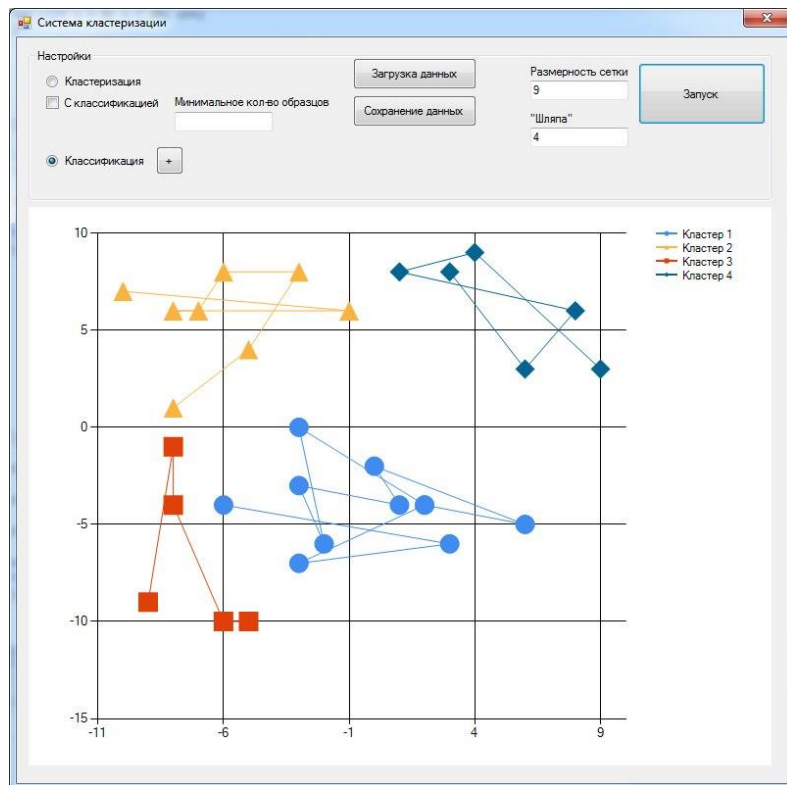 Система кластеризации
Настройки
Кластеризация
С классификацией
Минимальное кол-во образцов
Классификация
+
Загрузка данных
Сохранение данных
Размерность сетки
9
"Шляпа"
4
Запуск
10
5
0
-5
-10
-15
-11
-6
-1
4
9
Кластер 1
Кластер 2
Кластер 3
Кластер 4